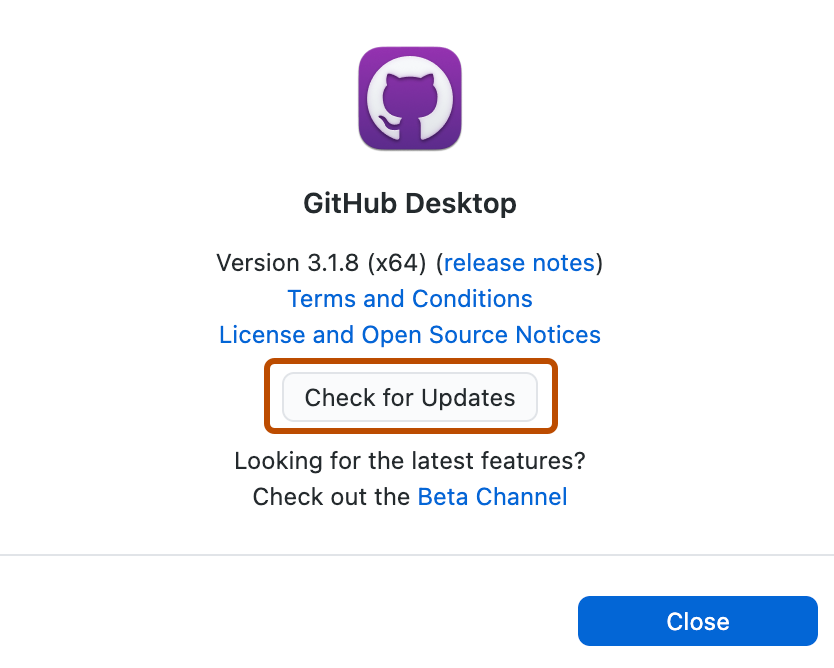 GitHub Desktop
Version 3.1.8 (x64) (release notes)
Terms and Conditions
License and Open Source Notices
Check for Updates
Looking for the latest features?
Check out the Beta Channel
Close